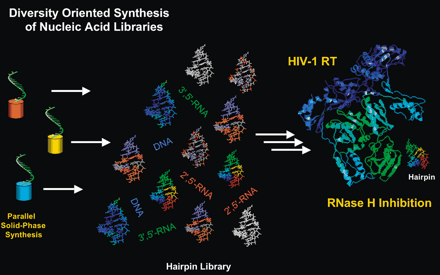 Diversity Oriented Synthesis
of Nucleic Acid Libraries
HIV-1 RT
3',5'-RNA
DNA
2',5'-RNA
DNA
2',5'-RNA
3',5'-RNA
Hairpin
RNase H Inhibition
Parallel
Solid-Phase
Synthesis
Hairpin Library